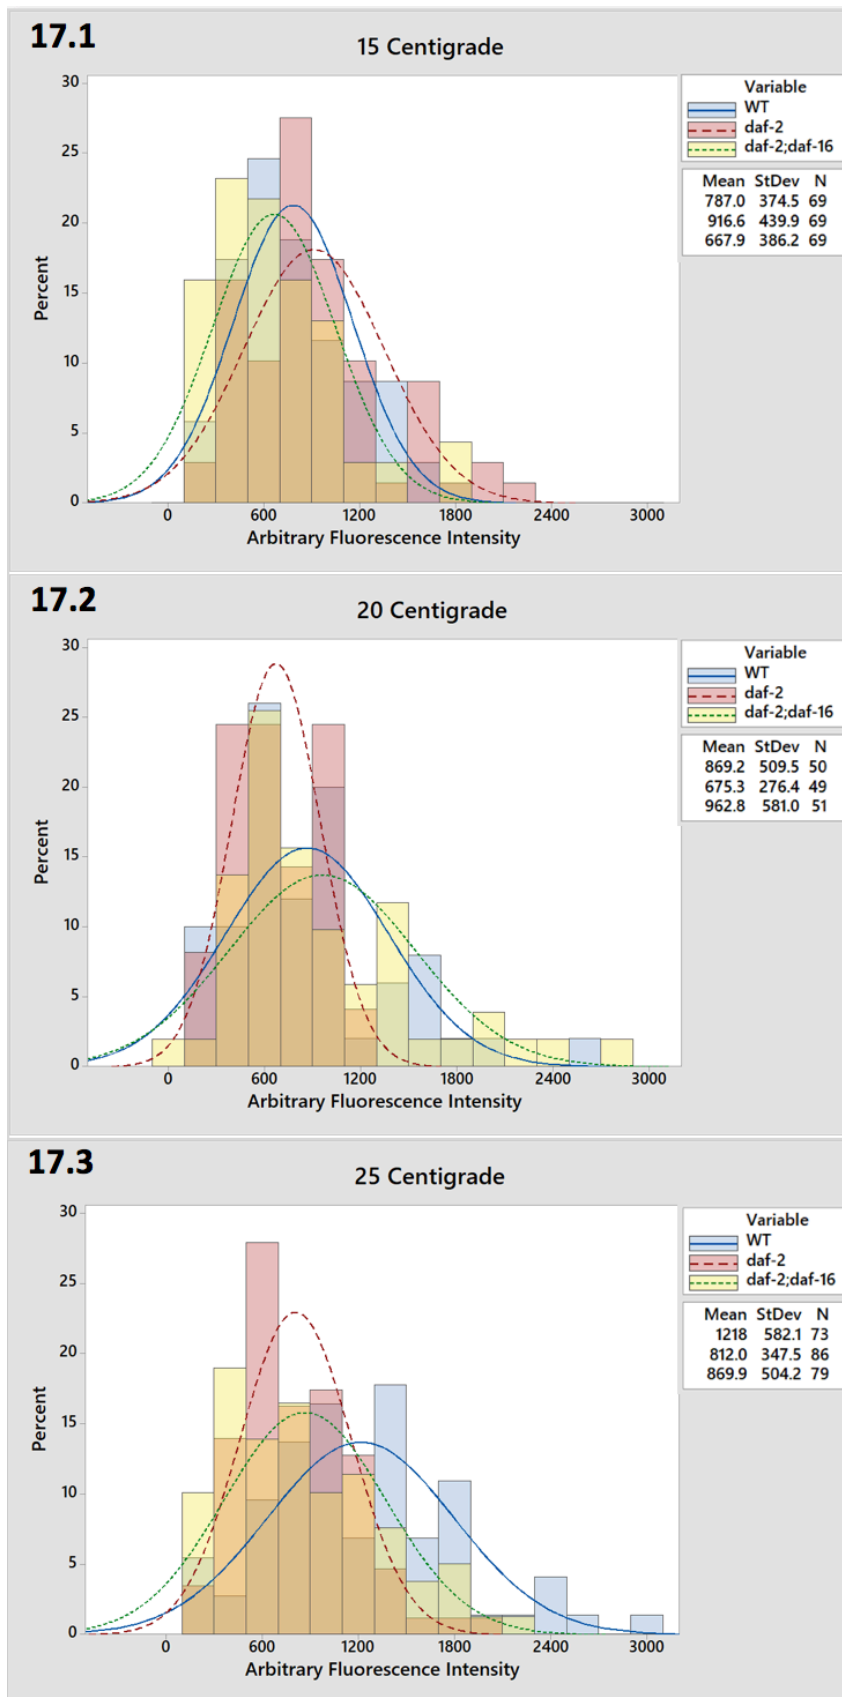 17.1
15 Centigrade
30
25
20
15
10
5
0
Percent
0 600 1200 1800 2400 3000
Arbitrary Fluorescence Intensity
Variable
WT
daf-2
daf-2;daf-16
Mean StDev N
787.0 374.5 69
916.6 439.9 69
667.9 386.2 69
17.2
20 Centigrade
30
25
20
15
10
5
0
Percent
0 600 1200 1800 2400 3000
Arbitrary Fluorescence Intensity
Variable
WT
daf-2
daf-2;daf-16
Mean StDev N
869.2 509.5 50
675.3 276.4 49
962.8 581.0 51
17.3
25 Centigrade
30
25
20
15
10
5
0
Percent
0 600 1200 1800 2400 3000
Arbitrary Fluorescence Intensity
Variable
WT
daf-2
daf-2;daf-16
Mean StDev N
1218 582.1 73
812.0 347.5 86
869.9 504.2 79